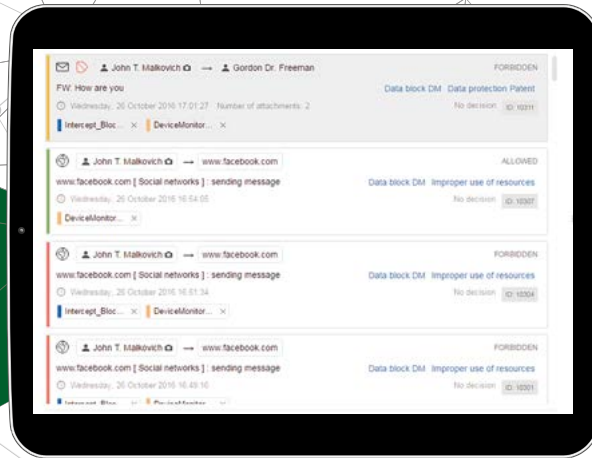 John T. Malkovich → Gordon Dr. Freeman FORBIDDEN
FW: How are you Data block DM Data protection Patent
Wednesday, 26 October 2016 17:01:27 Number of attachments: 2 No decision ID: 10311
Intercept_Bloc... × DeviceMonitor... ×
John T. Malkovich → www.facebook.com ALLOWED
www.facebook.com [ Social networks ] : sending message Data block DM Improper use of resources
Wednesday, 26 October 2016 16:54:05 No decision ID: 10307
DeviceMonitor... ×
John T. Malkovich → www.facebook.com FORBIDDEN
www.facebook.com [ Social networks ] : sending message Data block DM Improper use of resources
Wednesday, 26 October 2016 16:51:34 No decision ID: 10304
Intercept_Bloc... × DeviceMonitor... ×
John T. Malkovich → www.facebook.com FORBIDDEN
www.facebook.com [ Social networks ] : sending message Data block DM Improper use of resources
Wednesday, 26 October 2016 16:49:16 No decision ID: 10301
Intercept_Bloc... × DeviceMonitor... ×